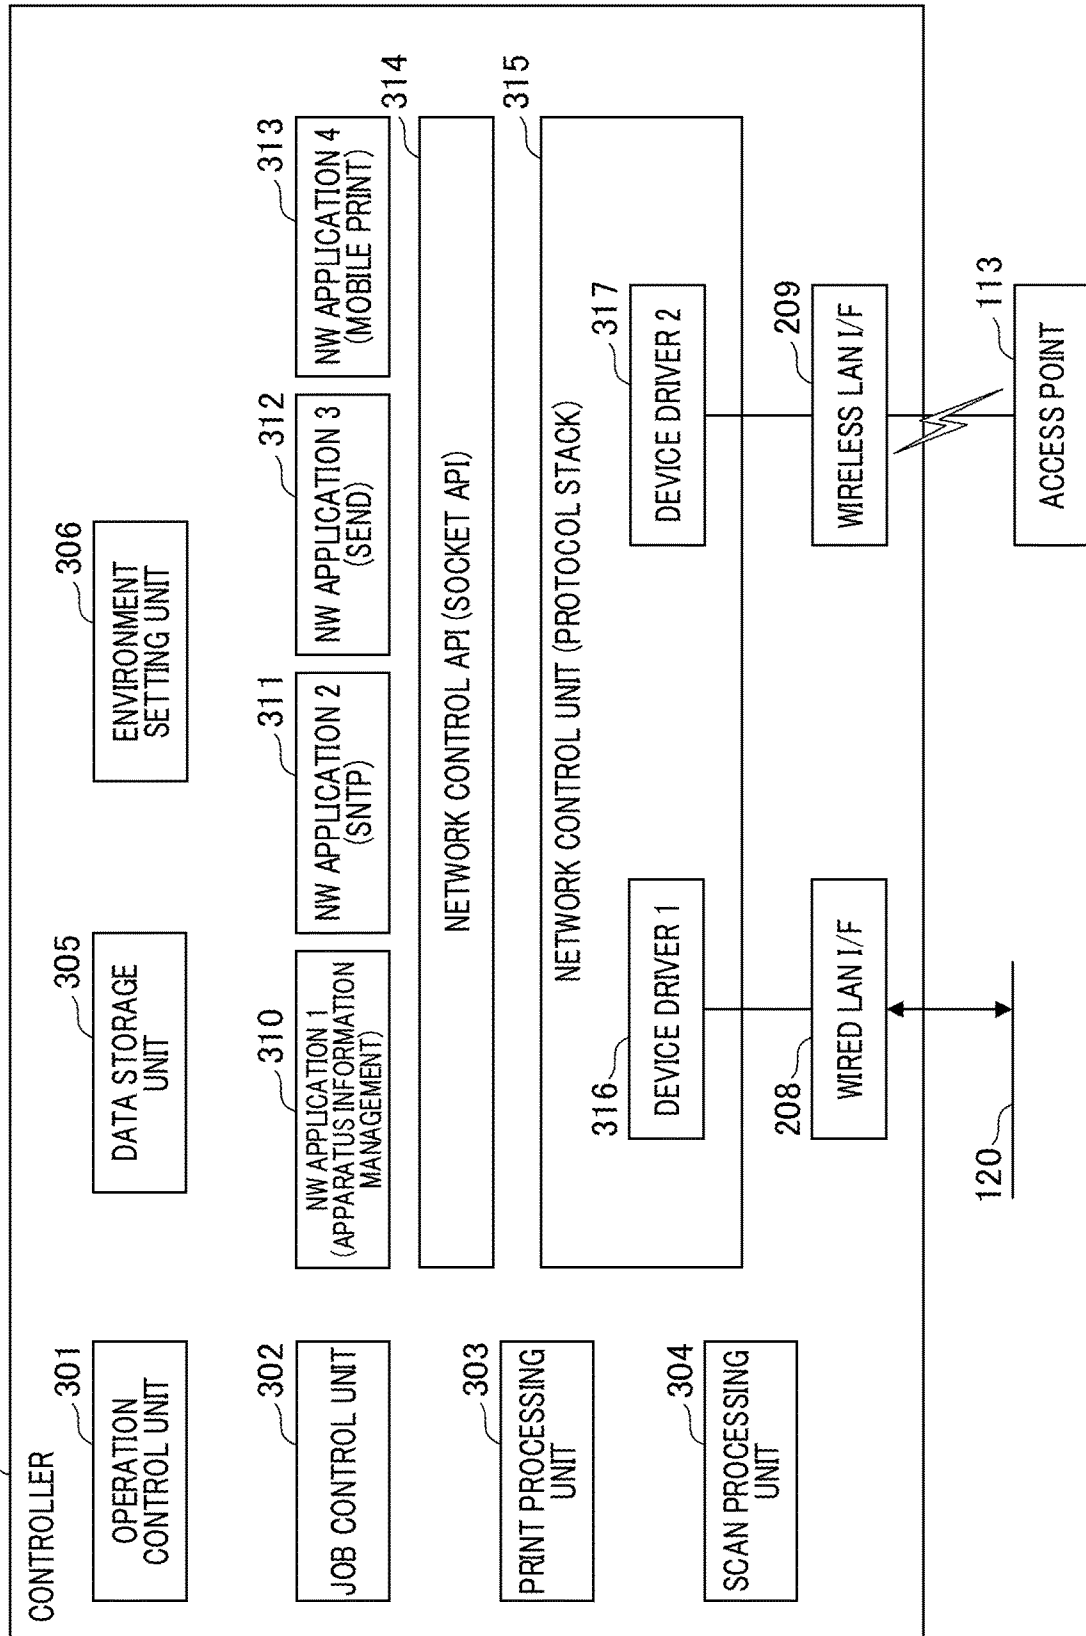 CONTROLLER
301
OPERATION
CONTROL UNIT
305
DATA STORAGE
UNIT
306
ENVIRONMENT
SETTING UNIT
302
JOB CONTROL UNIT
310
NW APPLICATION 1
(APPARATUS INFORMATION
MANAGEMENT)
311
NW APPLICATION 2
(SNTP)
312
NW APPLICATION 3
(SEND)
313
NW APPLICATION 4
(MOBILE PRINT)
314
NETWORK CONTROL API (SOCKET API)
303
PRINT PROCESSING
UNIT
315
NETWORK CONTROL UNIT (PROTOCOL STACK)
316
DEVICE DRIVER 1
317
DEVICE DRIVER 2
304
SCAN PROCESSING
UNIT
208
WIRED LAN I/F
209
WIRELESS LAN I/F
120
113
ACCESS POINT